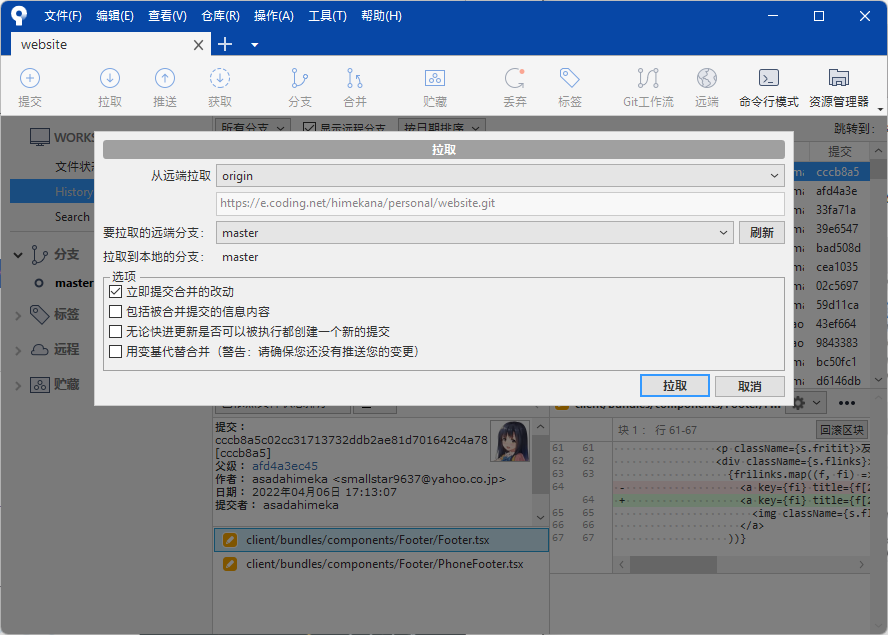 文件(F) 编辑(E) 查看(V) 仓库(R) 操作(A) 工具(T) 帮助(H)
website
提交 拉取 推送 获取 分支 合并 贮藏 丢弃 标签 Git工作流 远端 命令行模式 资源管理器
所有分支 显示远程分支 按日期排序 跳转到:
WORKS
文件状
History
Search
分支
master
标签
远程
贮藏
提交
cccb8a5
afd4a3e
33fa71a
39e6547
bad508d
cea1035
02c5697
59d11ca
43ef664
9843383
bc50fc1
d6146db
拉取
从远端拉取 origin
https://e.coding.net/himekana/personal/website.git
要拉取的远端分支: master 刷新
拉取到本地的分支: master
选项
立即提交合并的改动
包括被合并提交的信息内容
无论快进更新是否可以被执行都创建一个新的提交
用变基代替合并（警告：请确保您还没有推送您的变更）
拉取 取消
client/bundles/components/Footer/Fo
提交:
cccb8a5c02cc31713732ddb2ae81d701642c4a78
[cccb8a5]
父级: afd4a3ec45
作者: asadahimeka <smallstar9637@yahoo.co.jp>
日期: 2022年04月06日 17:13:07
提交者: asadahimeka
client/bundles/components/Footer/Footer.tsx
client/bundles/components/Footer/PhoneFooter.tsx
块 1 : 行 61-67 回滚区块
61 61 <p className={s.fritit}>友
62 62 <div className={s.flinks}>
63 63 {frilinks.map((f, fi) =>
64 - <a key={fi} title={f[2
64 + <a key={fi} title={f[2
65 65 <img className={s.fl
66 66 </a>
67 67 ))}